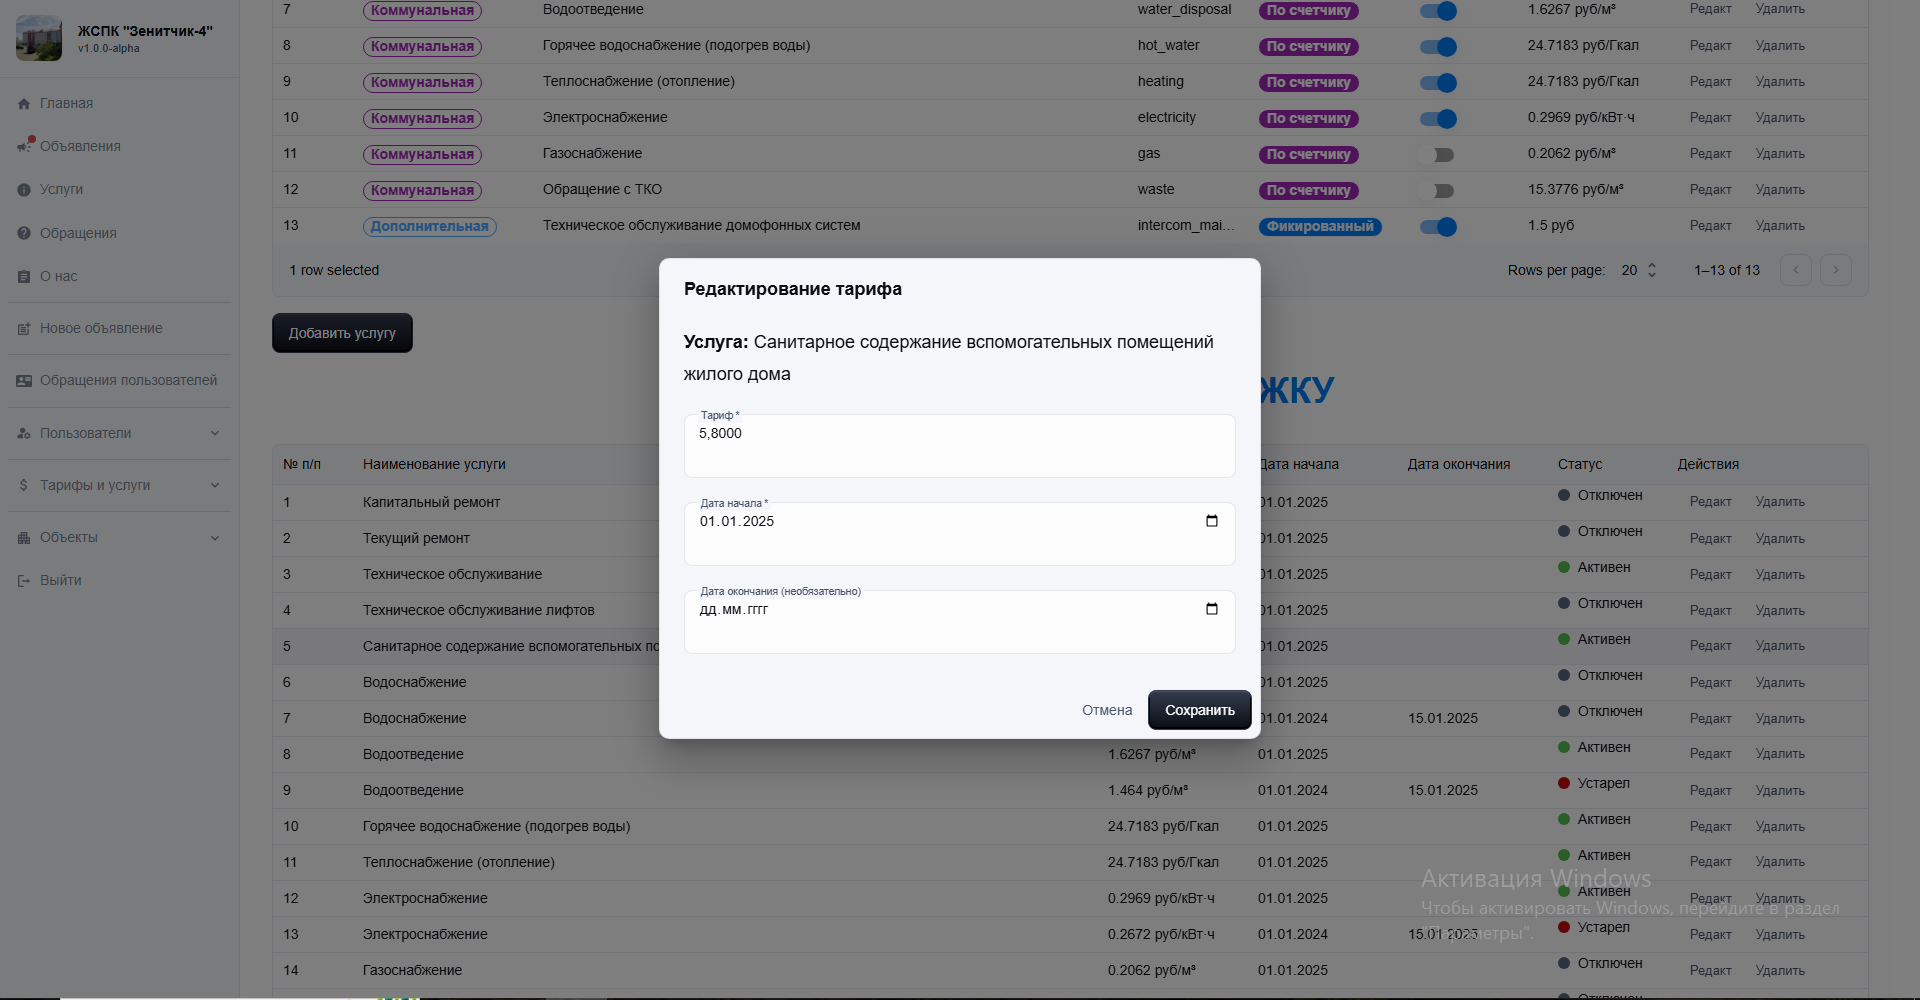 ЖСПК "Зенитчик-4"
v1.0.0-alpha
Главная
Объявления
Услуги
Обращения
О нас
Новое объявление
Обращения пользователей
Пользователи
Тарифы и услуги
Объекты
Выйти
7 Коммунальная Водоотведение water_disposal По счетчику 1.6267 руб/м³ Редакт Удалить
8 Коммунальная Горячее водоснабжение (подогрев воды) hot_water По счетчику 24.7183 руб/Гкал Редакт Удалить
9 Коммунальная Теплоснабжение (отопление) heating По счетчику 24.7183 руб/Гкал Редакт Удалить
10 Коммунальная Электроснабжение electricity По счетчику 0.2969 руб/кВт·ч Редакт Удалить
11 Коммунальная Газоснабжение gas По счетчику 0.2062 руб/м³ Редакт Удалить
12 Коммунальная Обращение с ТКО waste По счетчику 15.3776 руб/м³ Редакт Удалить
13 Дополнительная Техническое обслуживание домофонных систем intercom_mai... Фикированный 1.5 руб Редакт Удалить
1 row selected Rows per page: 20 1–13 of 13
Добавить услугу
ЖКУ
Редактирование тарифа
Услуга: Санитарное содержание вспомогательных помещений
жилого дома
Тариф *
5,8000
Дата начала *
01.01.2025
Дата окончания (необязательно)
дд.мм.гггг
Отмена Сохранить
№ п/п Наименование услуги Дата начала Дата окончания Статус Действия
1 Капитальный ремонт 01.01.2025 Отключен Редакт Удалить
2 Текущий ремонт 01.01.2025 Отключен Редакт Удалить
3 Техническое обслуживание 01.01.2025 Активен Редакт Удалить
4 Техническое обслуживание лифтов 01.01.2025 Отключен Редакт Удалить
5 Санитарное содержание вспомогательных по 01.01.2025 Активен Редакт Удалить
6 Водоснабжение 01.01.2025 Отключен Редакт Удалить
7 Водоснабжение 01.01.2024 15.01.2025 Отключен Редакт Удалить
8 Водоотведение 1.6267 руб/м³ 01.01.2025 Активен Редакт Удалить
9 Водоотведение 1.464 руб/м³ 01.01.2024 15.01.2025 Устарел Редакт Удалить
10 Горячее водоснабжение (подогрев воды) 24.7183 руб/Гкал 01.01.2025 Активен Редакт Удалить
11 Теплоснабжение (отопление) 24.7183 руб/Гкал 01.01.2025 Активен Редакт Удалить
12 Электроснабжение 0.2969 руб/кВт·ч 01.01.2025 Активен Редакт Удалить
13 Электроснабжение 0.2672 руб/кВт·ч 01.01.2024 15.01.2025 Устарел Редакт Удалить
14 Газоснабжение 0.2062 руб/м³ 01.01.2025 Отключен Редакт Удалить
Активация Windows
Чтобы активировать Windows, перейдите в раздел
"Параметры".